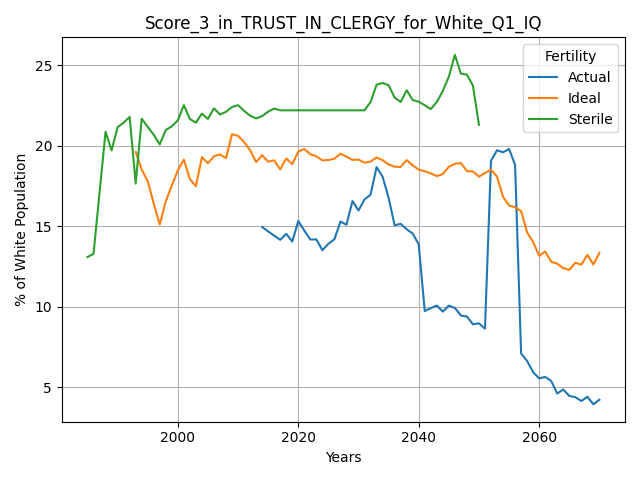 Score_3_in_TRUST_IN_CLERGY_for_White_Q1_IQ
Fertility
Actual
Ideal
Sterile
% of White Population
25
20
15
10
5
2000
2020
2040
2060
Years